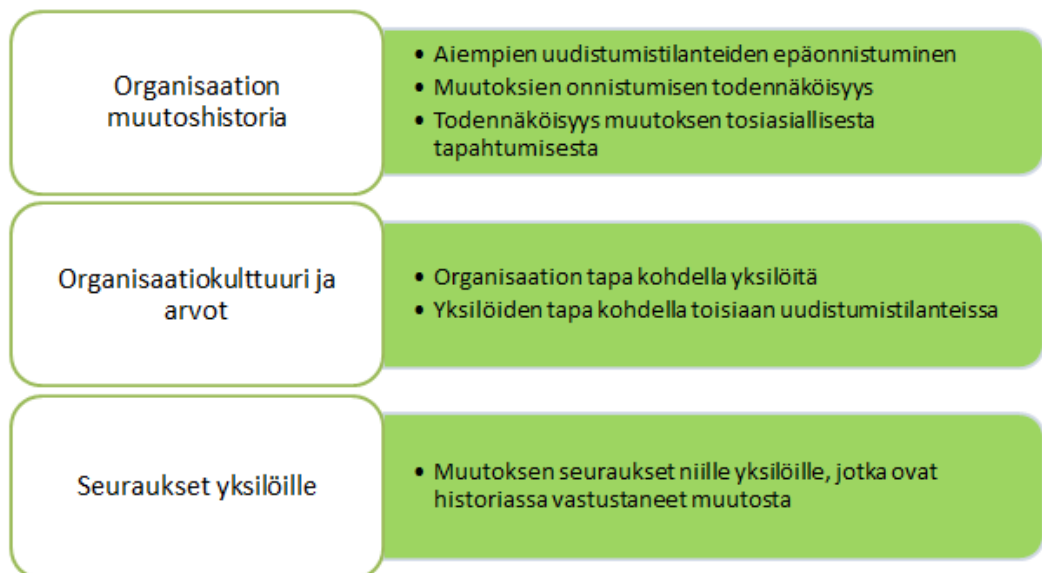 Organisaation
muutoshistoria
• Aiempien uudistumistilanteiden epäonnistuminen
• Muutoksien onnistumisen todennäköisyys
• Todennäköisyys muutoksen tosiasiallisesta
tapahtumisesta
Organisaatiokulttuuri ja
arvot
• Organisaation tapa kohdella yksilöitä
• Yksilöiden tapa kohdella toisiaan uudistumistilanteissa
Seuraukset yksilöille
• Muutoksen seuraukset niille yksilöille, jotka ovat
historiassa vastustaneet muutosta